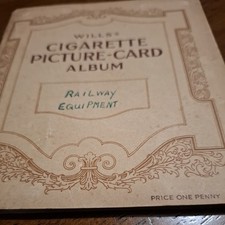 WILLS'S
CIGARETTE
PICTURE-CARD
ALBUM
RAILWAY
EQUIPMENT
PRICE ONE PENNY